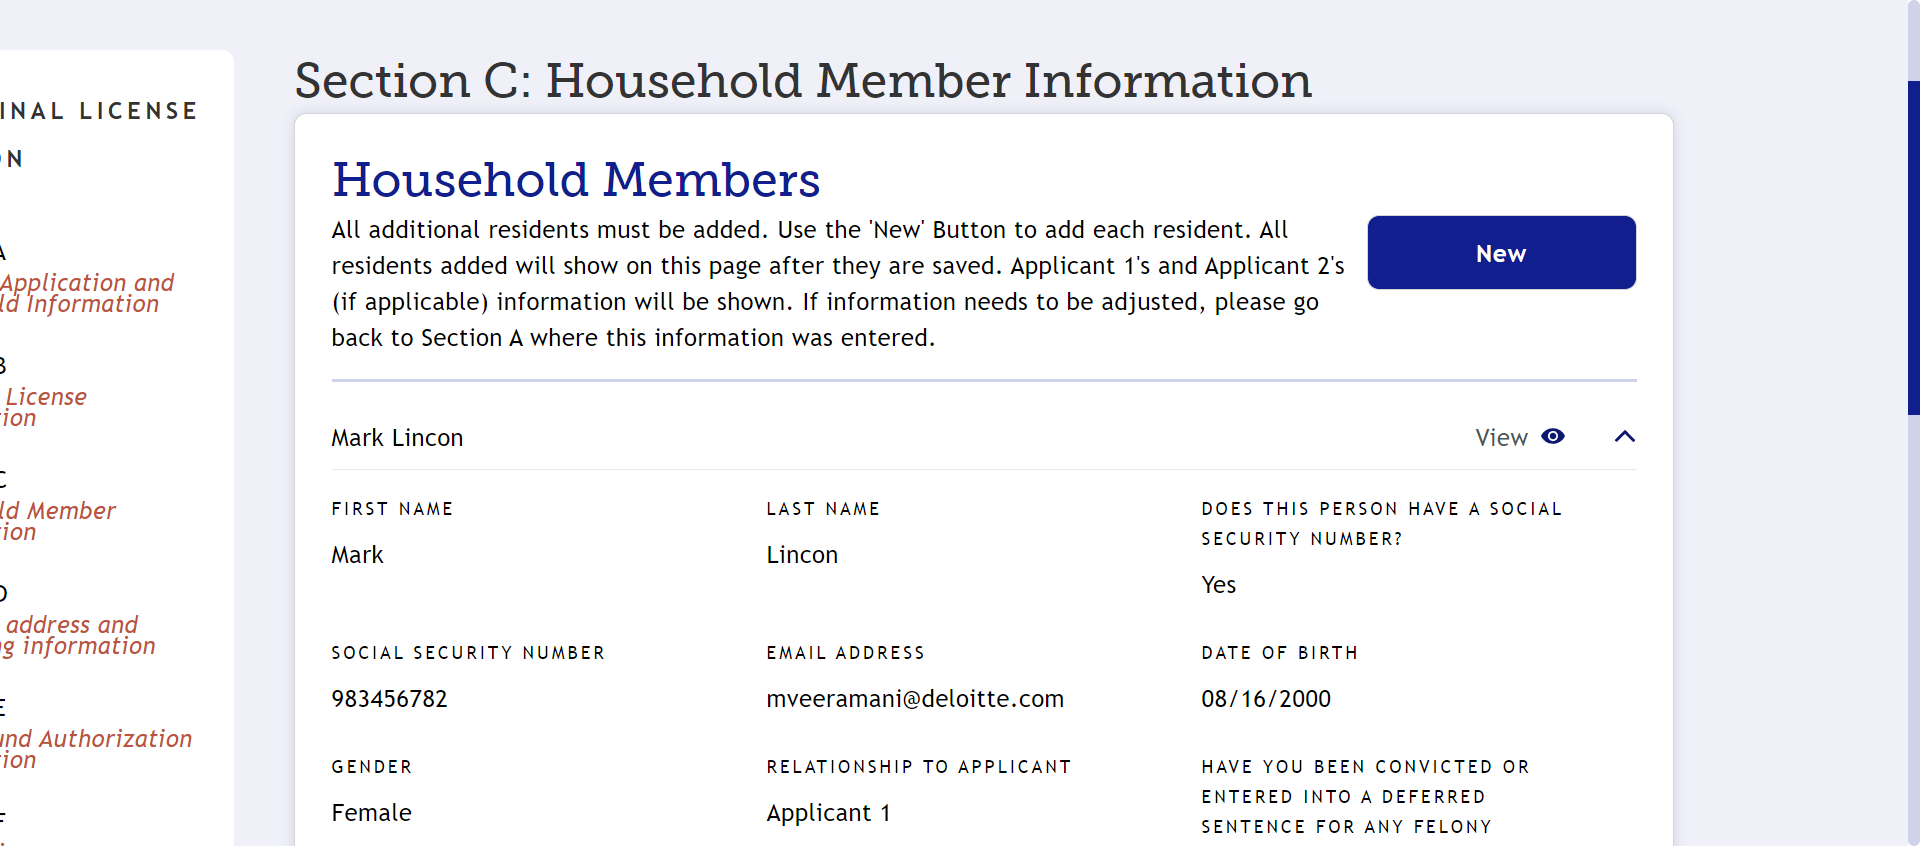 INAL LICENSE
ON
A
Application and
ld Information
B
License
tion
C
ld Member
tion
D
address and
ng information
E
und Authorization
tion
F
Section C: Household Member Information
Household Members
All additional residents must be added. Use the 'New' Button to add each resident. All
residents added will show on this page after they are saved. Applicant 1's and Applicant 2's
(if applicable) information will be shown. If information needs to be adjusted, please go
back to Section A where this information was entered.
New
Mark Lincon
View
FIRST NAME
Mark
LAST NAME
Lincon
DOES THIS PERSON HAVE A SOCIAL
SECURITY NUMBER?
Yes
SOCIAL SECURITY NUMBER
983456782
EMAIL ADDRESS
mveeramani@deloitte.com
DATE OF BIRTH
08/16/2000
GENDER
Female
RELATIONSHIP TO APPLICANT
Applicant 1
HAVE YOU BEEN CONVICTED OR
ENTERED INTO A DEFERRED
SENTENCE FOR ANY FELONY